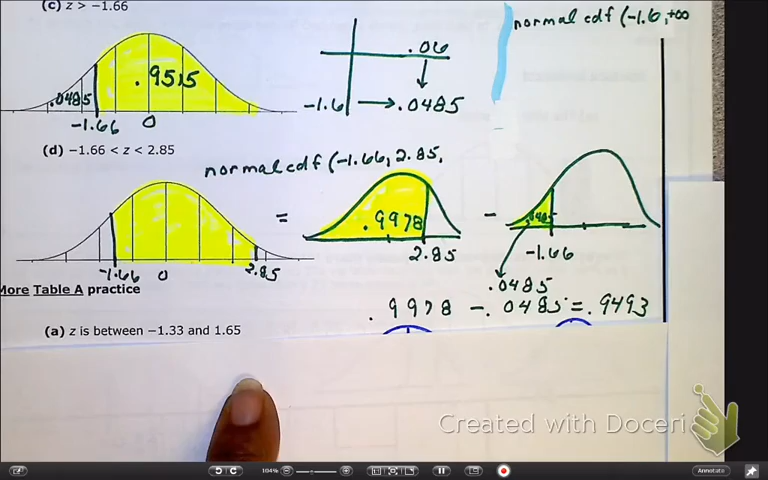 (c) z > −1.66
normal cdf (-1.6, +∞
.9515
.0485
-1.66 0
.06
-1.6 → .0485
(d) −1.66 < z < 2.85
normal cdf (-1.66, 2.85,
-1.66 0 2.85
=
.9978
2.85
-
.0485
-1.66
.0485
.9978 - .0485 = .9493
More Table A practice
(a) z is between −1.33 and 1.65
Created with Doceri
104%
Annotate